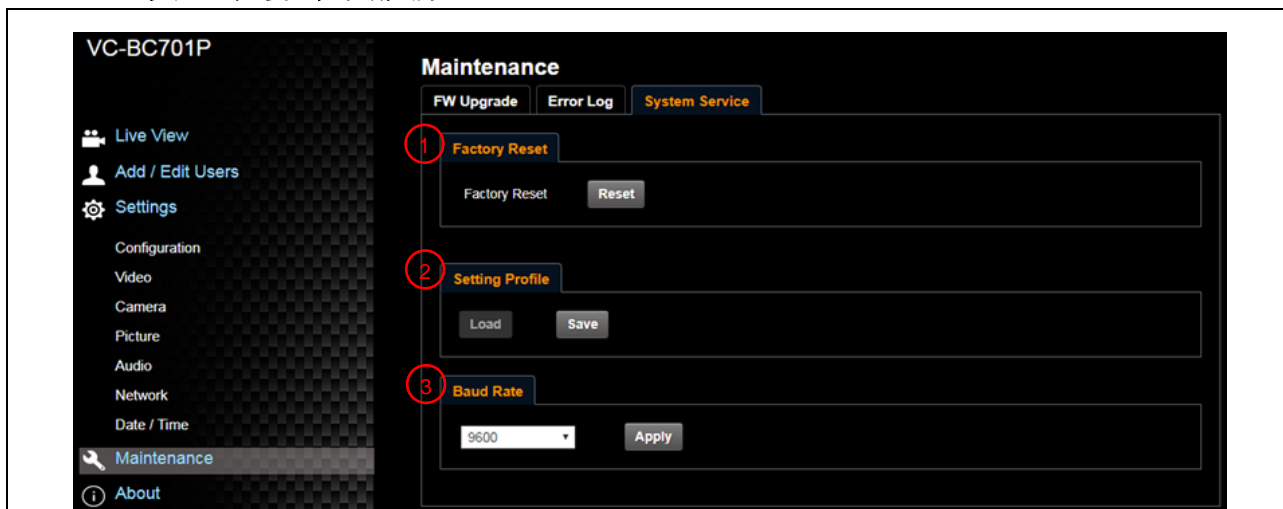 VC-BC701P
Live View
Add / Edit Users
Settings
Configuration
Video
Camera
Picture
Audio
Network
Date / Time
Maintenance
About
Maintenance
FW Upgrade Error Log System Service
1 Factory Reset
Factory Reset Reset
2 Setting Profile
Load Save
3 Baud Rate
9600 Apply